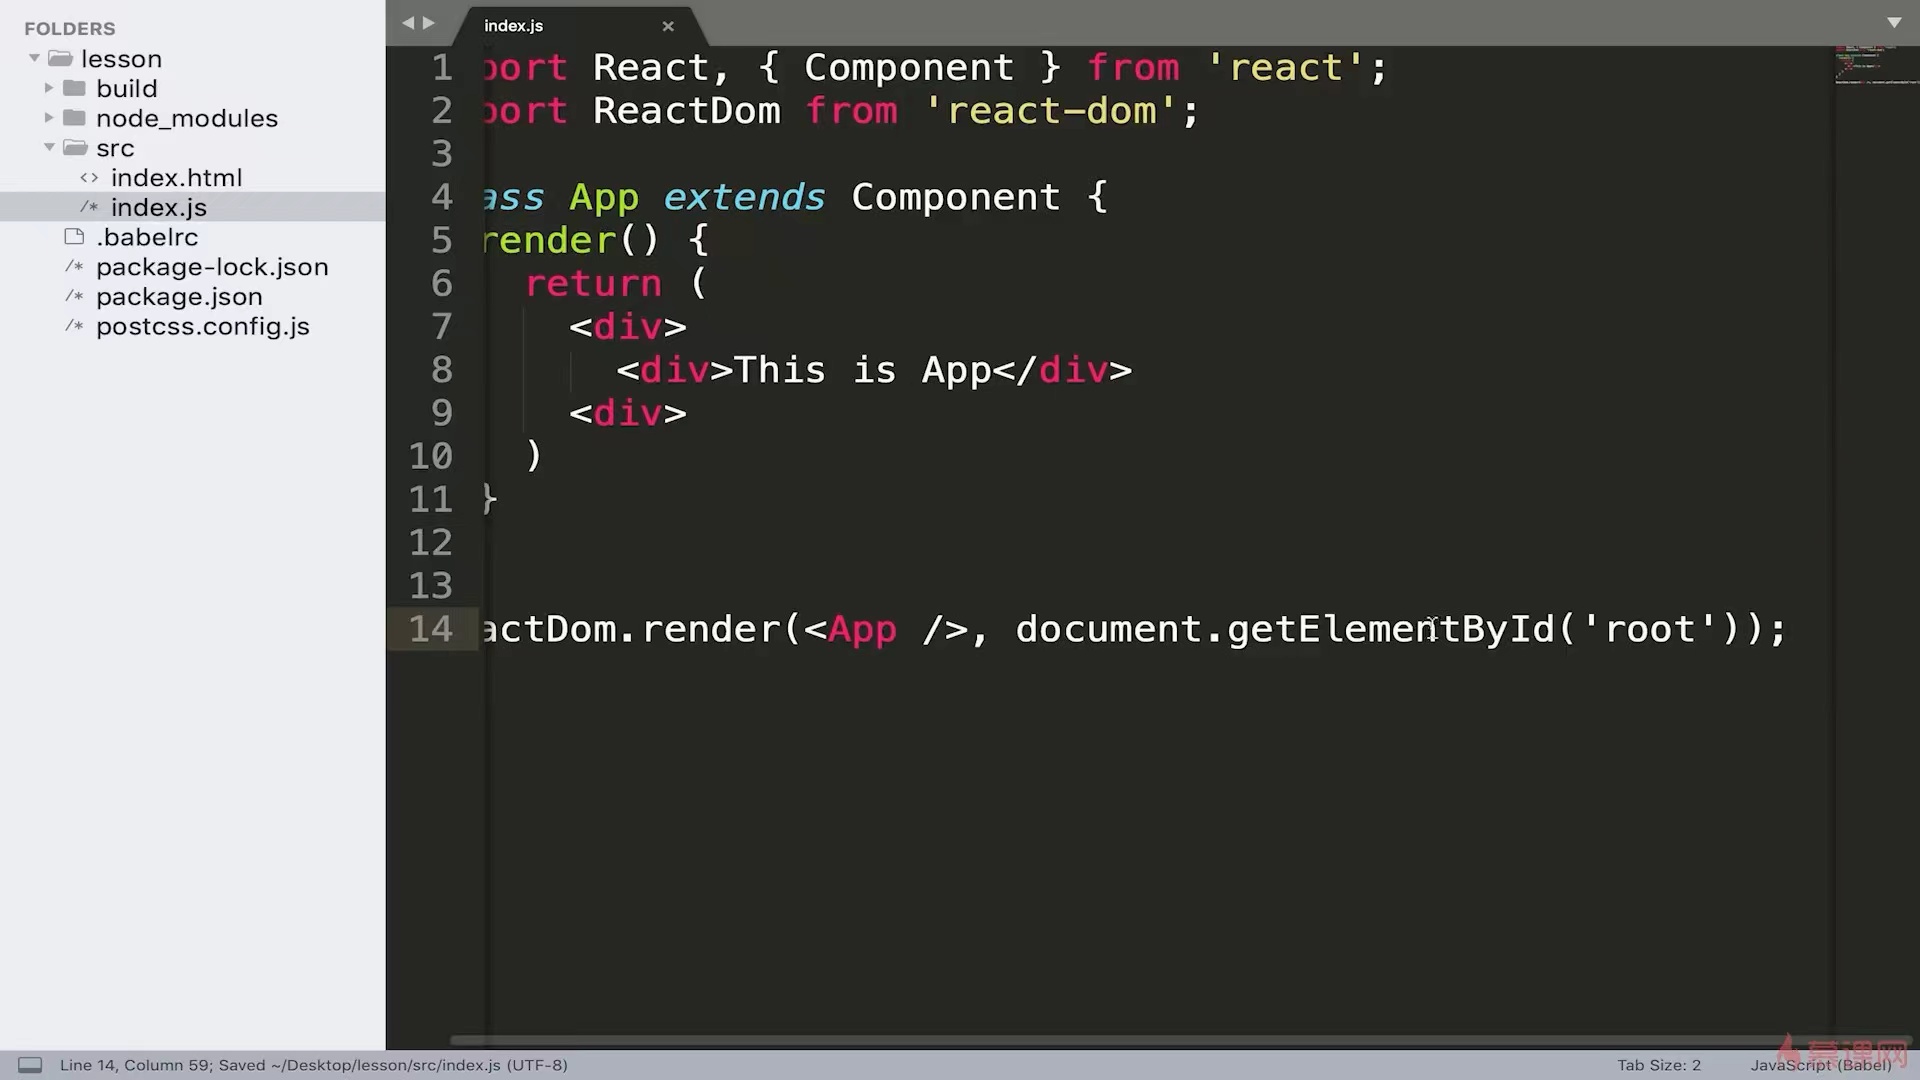 FOLDERS
lesson
build
node_modules
src
<> index.html
/* index.js
.babelrc
/* package-lock.json
/* package.json
/* postcss.config.js
index.js ×
1 port React, { Component } from 'react';
2 port ReactDom from 'react-dom';
3
4 ass App extends Component {
5 render() {
6 return (
7 <div>
8 <div>This is App</div>
9 <div>
10 )
11 }
12
13
14 actDom.render(<App />, document.getElementById('root'));
Line 14, Column 59; Saved ~/Desktop/lesson/src/index.js (UTF-8)
Tab Size: 2
JavaScript (Babel)
慕课网